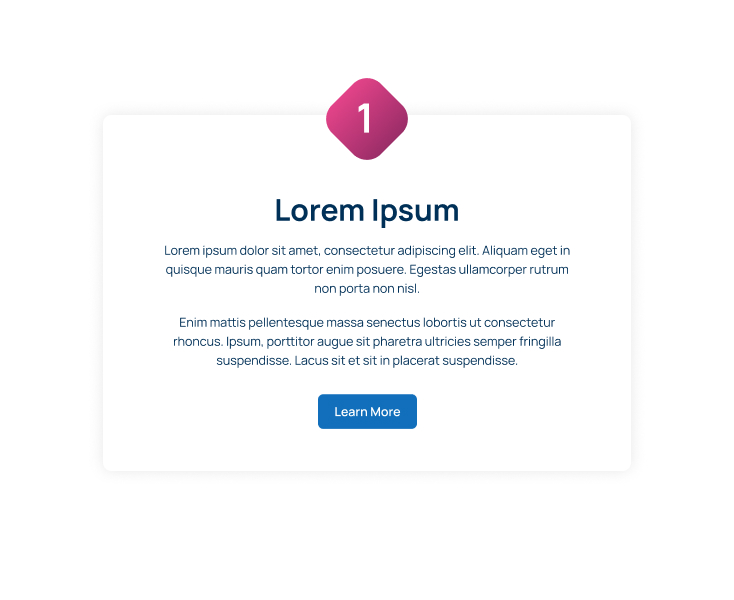 1
Lorem Ipsum
Lorem ipsum dolor sit amet, consectetur adipiscing elit. Aliquam eget in
quisque mauris quam tortor enim posuere. Egestas ullamcorper rutrum
non porta non nisl.
Enim mattis pellentesque massa senectus lobortis ut consectetur
rhoncus. Ipsum, porttitor augue sit pharetra ultricies semper fringilla
suspendisse. Lacus sit et sit in placerat suspendisse.
Learn More